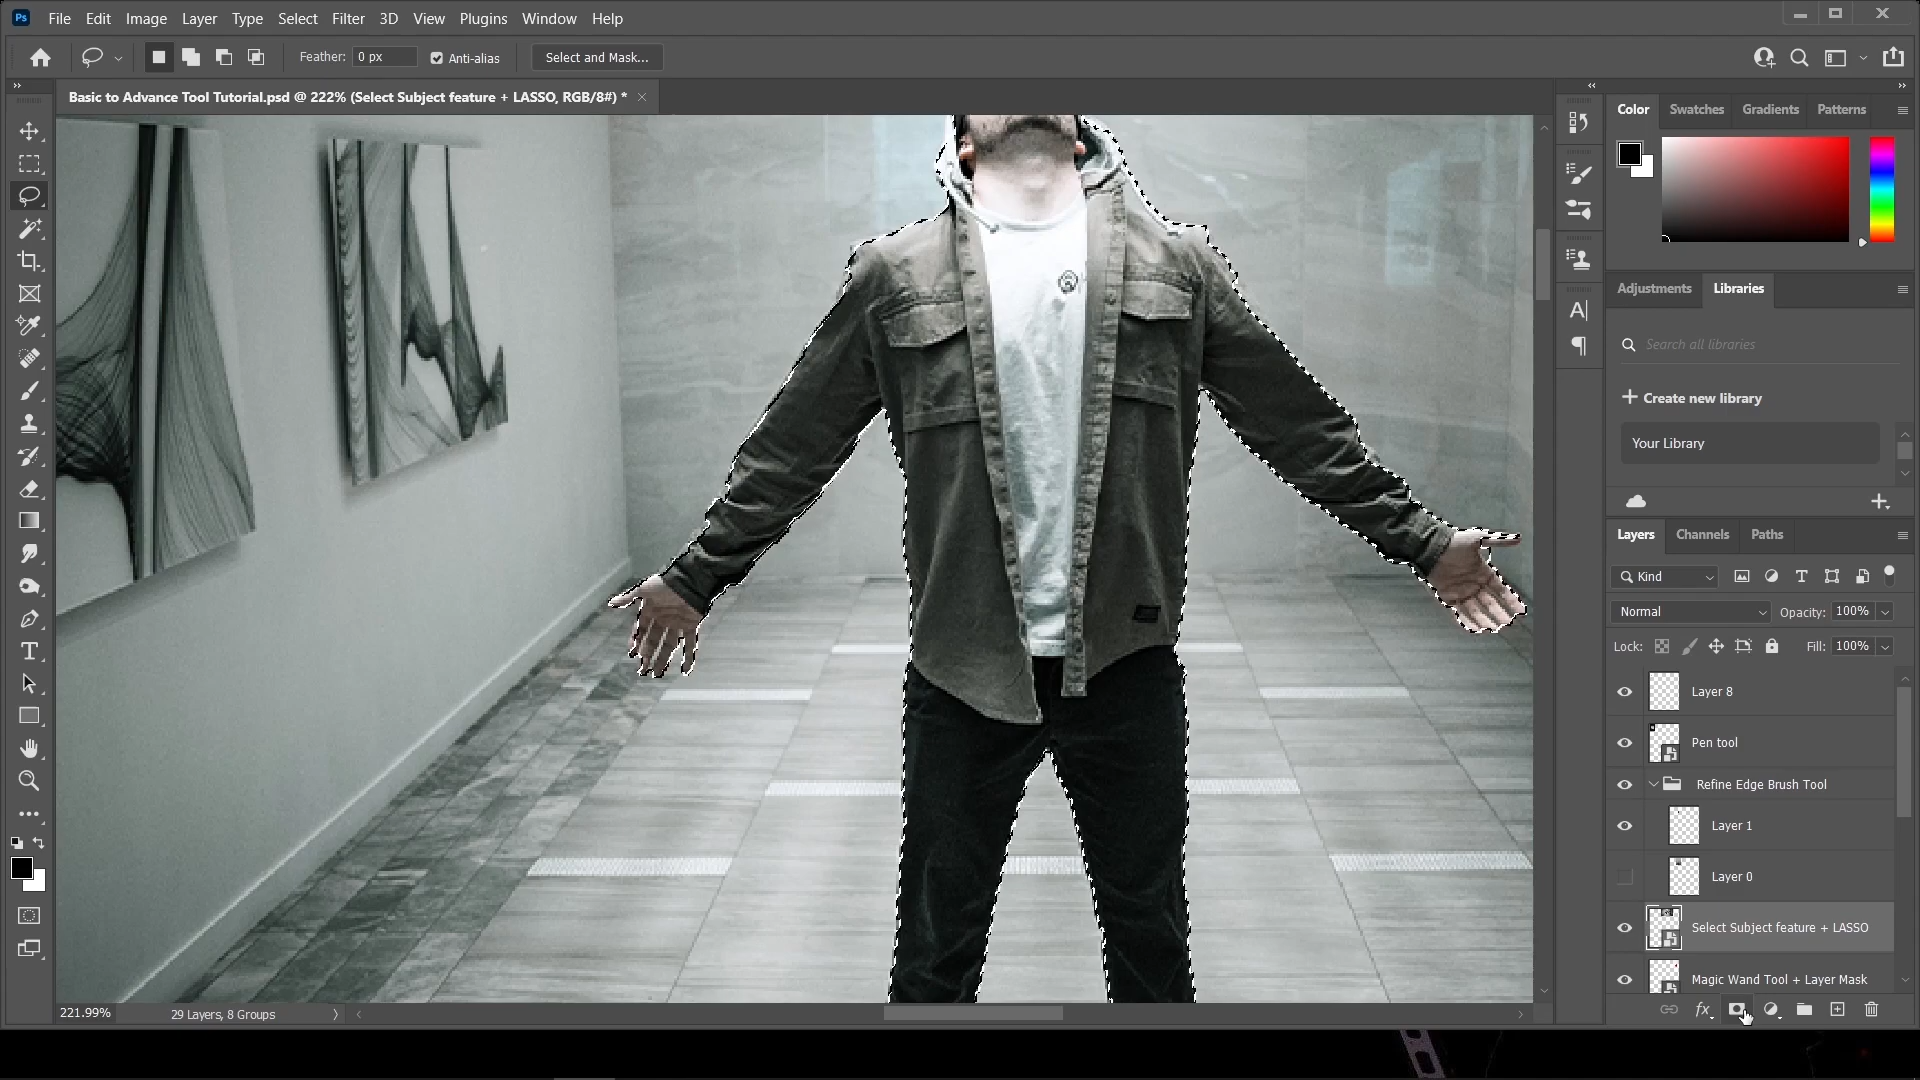 Ps File Edit Image Layer Type Select Filter 3D View Plugins Window Help
Feather: 0 px Anti-alias Select and Mask...
Basic to Advance Tool Tutorial.psd @ 222% (Select Subject feature + LASSO, RGB/8#) *
Color Swatches Gradients Patterns
Adjustments Libraries
Search all libraries
Create new library
Your Library
Layers Channels Paths
Kind
Normal Opacity: 100%
Lock: Fill: 100%
Layer 8
Pen tool
Refine Edge Brush Tool
Layer 1
Layer 0
Select Subject feature + LASSO
Magic Wand Tool + Layer Mask
221.99% 29 Layers, 8 Groups